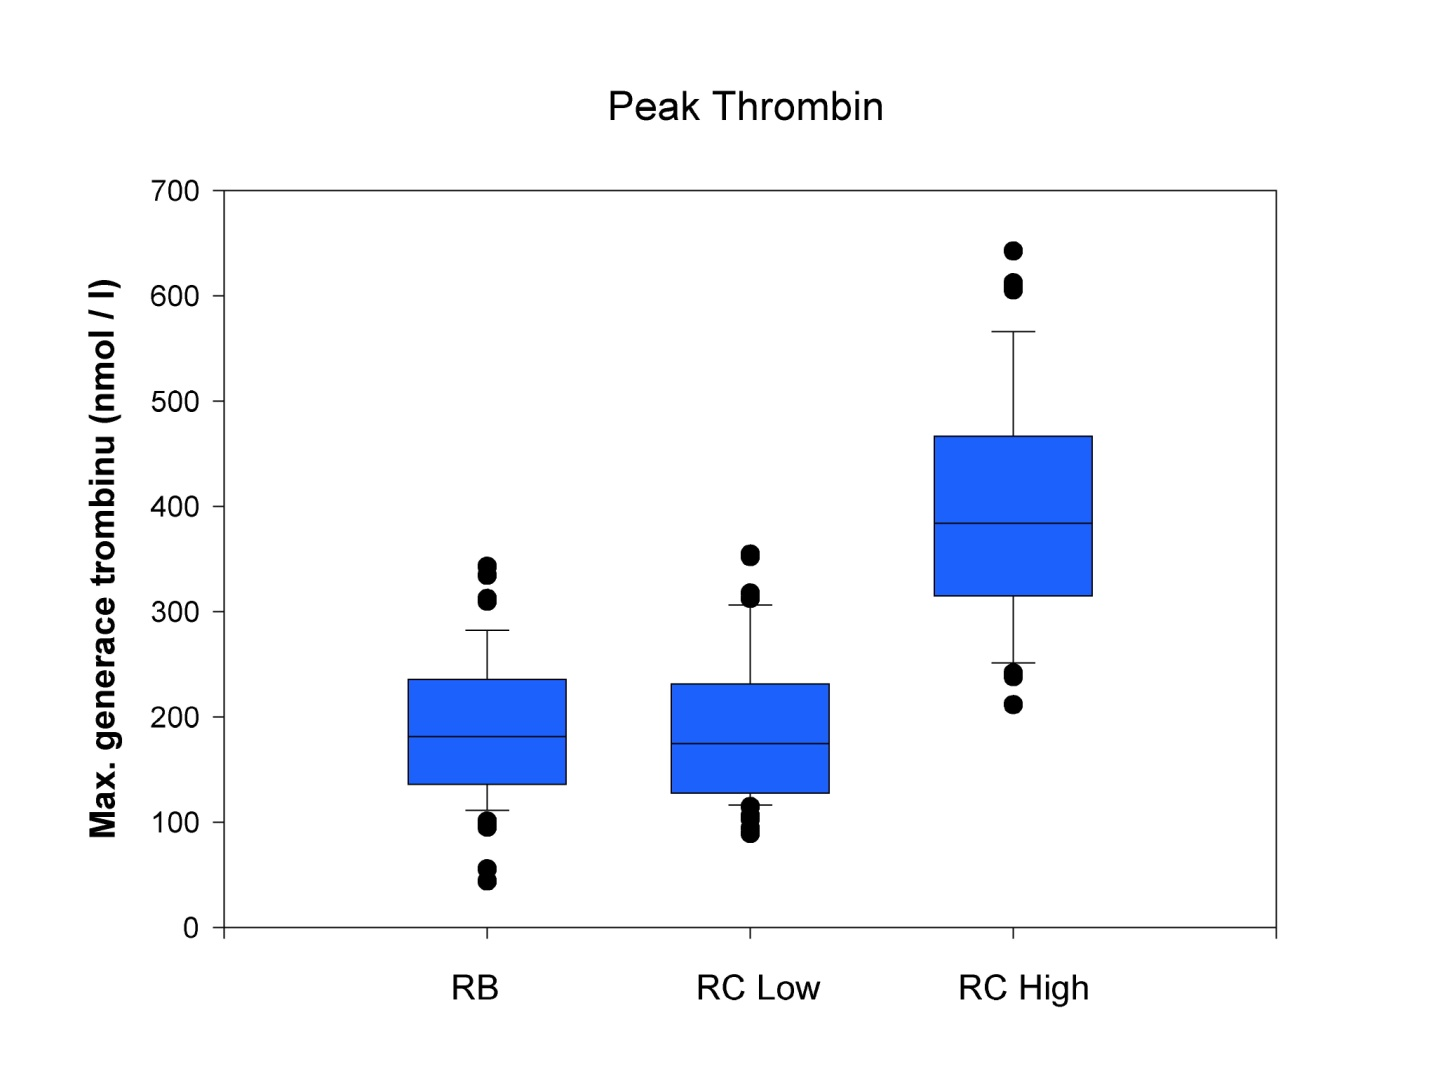 Peak Thrombin
Max. generace trombinu (nmol / l)
700
600
500
400
300
200
100
0
RB
RC Low
RC High